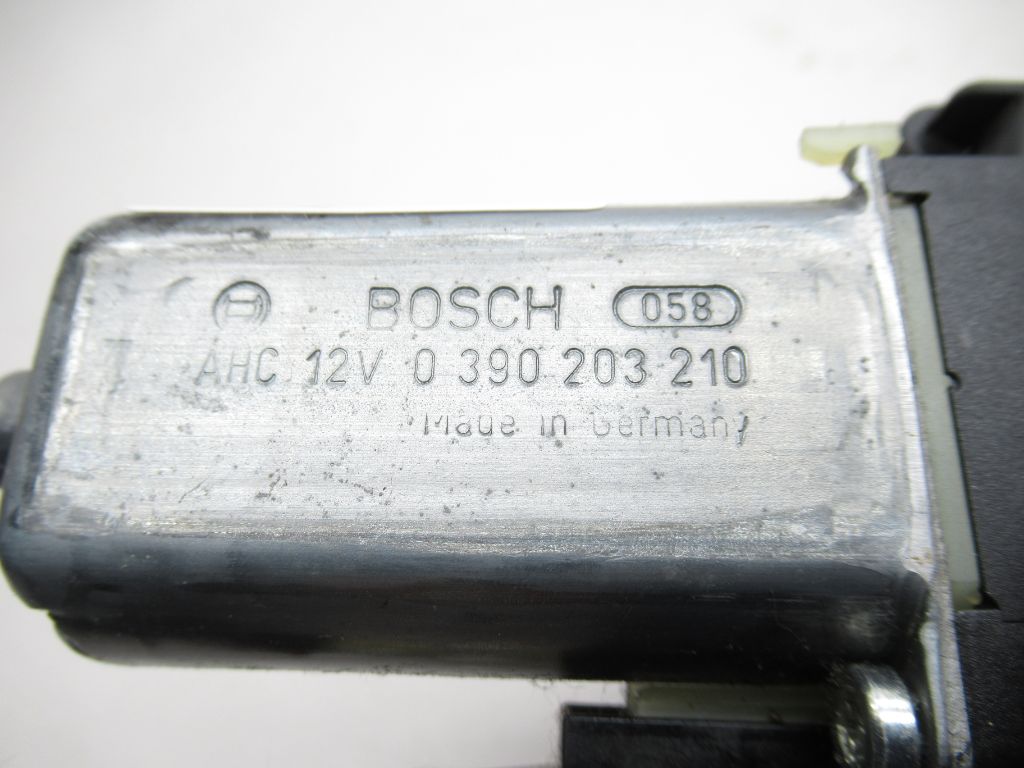 BOSCH 058
AHC 12V 0 390 203 210
Made in Germany